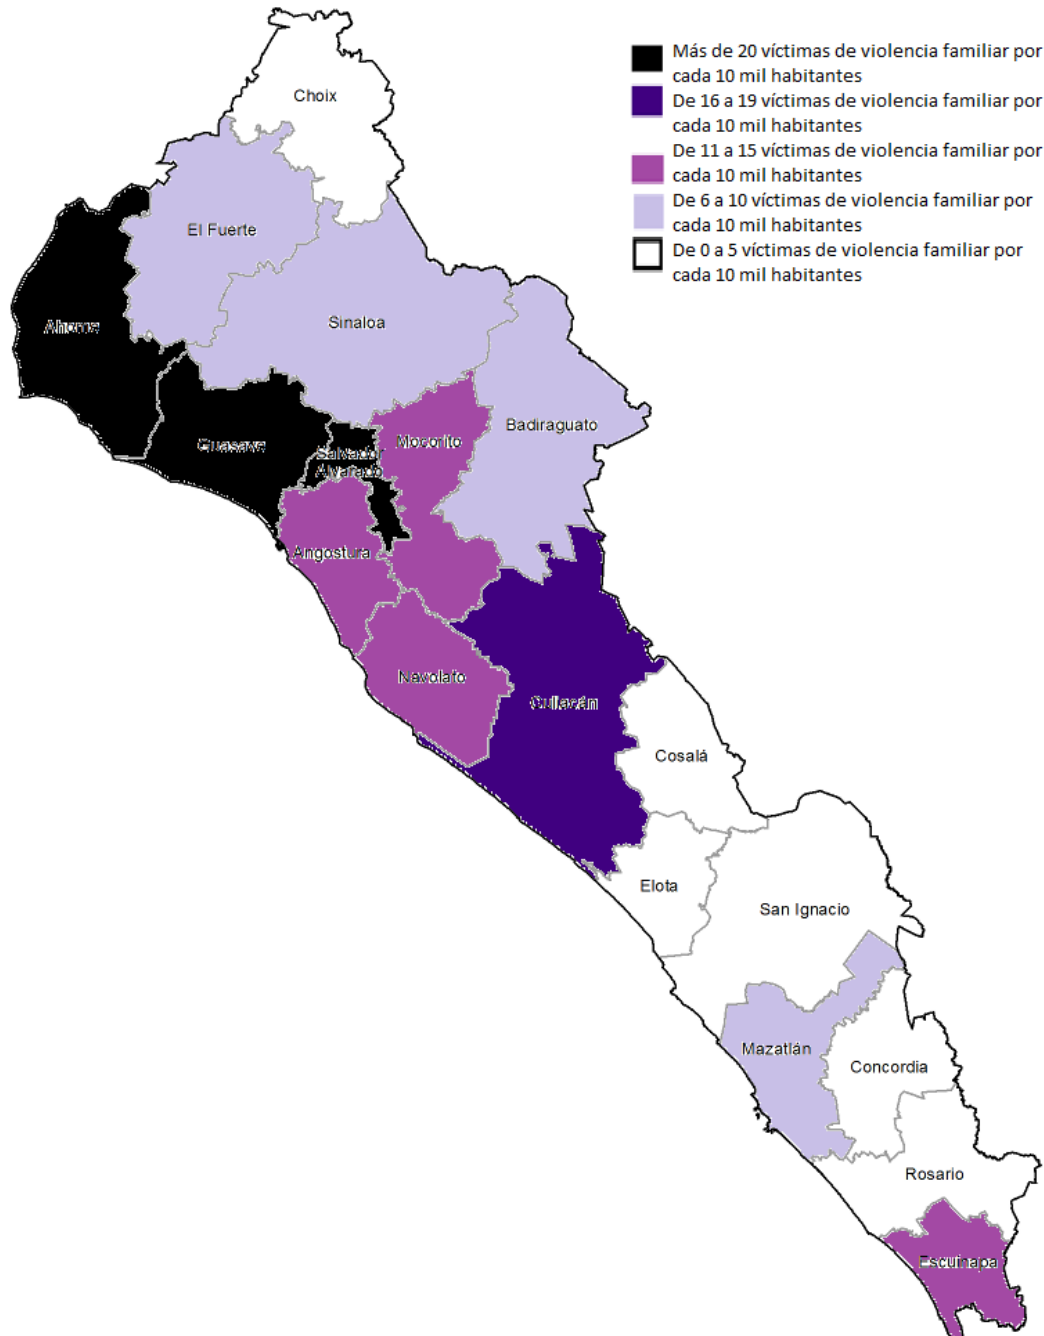 Más de 20 víctimas de violencia familiar por
cada 10 mil habitantes
De 16 a 19 víctimas de violencia familiar por
cada 10 mil habitantes
De 11 a 15 víctimas de violencia familiar por
cada 10 mil habitantes
De 6 a 10 víctimas de violencia familiar por
cada 10 mil habitantes
De 0 a 5 víctimas de violencia familiar por
cada 10 mil habitantes
Choix
El Fuerte
Ahome
Sinaloa
Badiraguato
Guasave
Mocorito
Salvador
Alvarado
Angostura
Navolato
Culiacán
Cosalá
Elota
San Ignacio
Mazatlán
Concordia
Rosario
Escuinapa